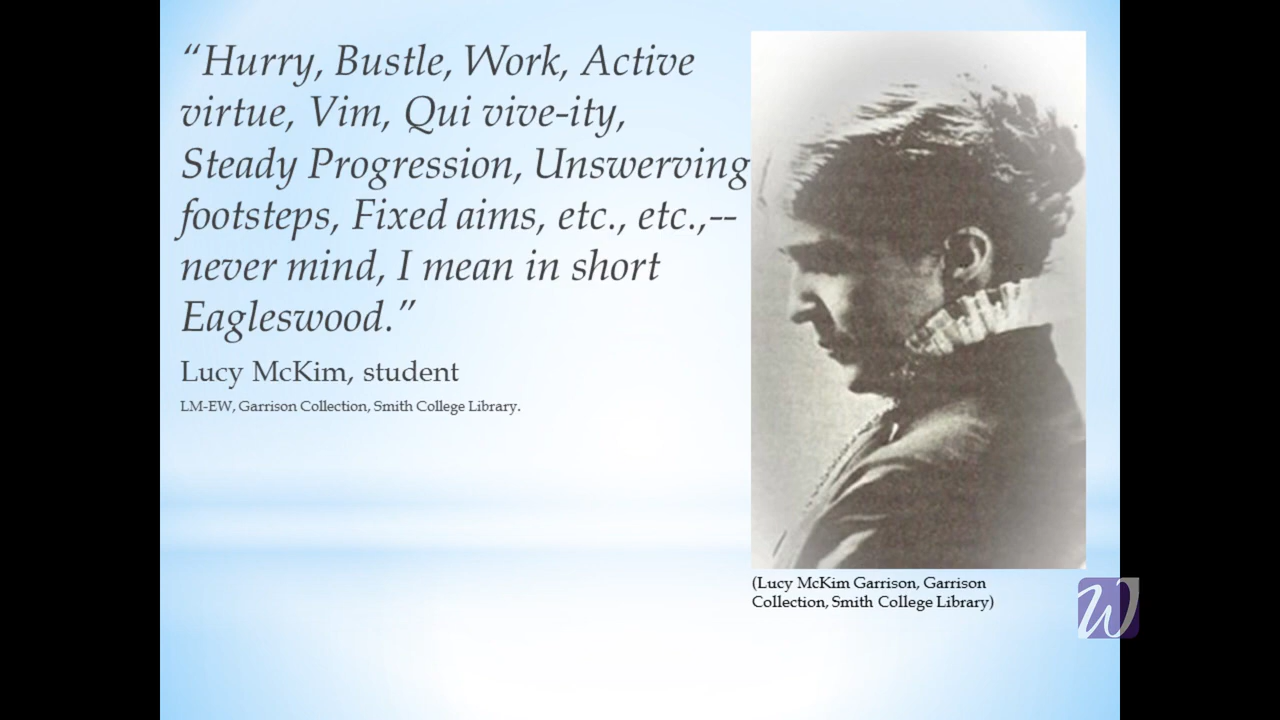 “Hurry, Bustle, Work, Active
virtue, Vim, Qui vive-ity,
Steady Progression, Unswerving
footsteps, Fixed aims, etc., etc.,--
never mind, I mean in short
Eagleswood.”
Lucy McKim, student
LM-EW, Garrison Collection, Smith College Library.
(Lucy McKim Garrison, Garrison
Collection, Smith College Library)
W